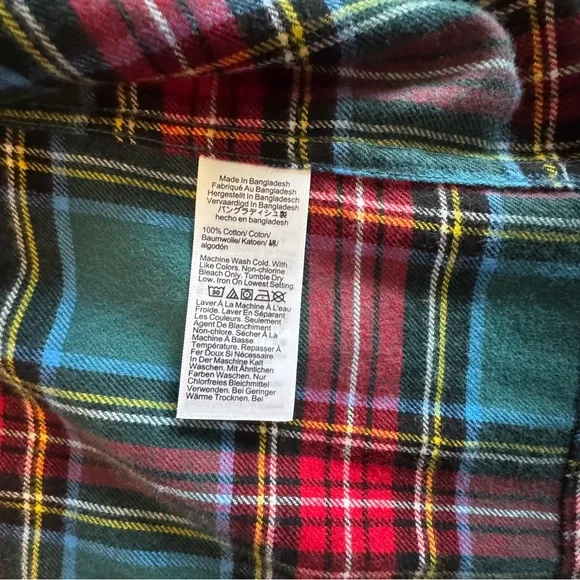 Made In Bangladesh
Fabriqué Au Bangladesh
Hergestellt In Bangladesh
Vervaardigd In Bangladesh
バングラディシュ製
hecho en bangladesh
100% Cotton/ Coton/
Baumwolle/ Katoen/ 綿/
algodón
Machine Wash Cold. With
Like Colors. Non-chlorine
Bleach Only. Tumble Dry
Low. Iron On Lowest Setting
30
Laver À La Machine À L'eau
Froide. Laver En Séparant
Les Couleurs. Seulement
Agent De Blanchiment
Non-chlore. Sécher À La
Machine À Basse
Température. Repasser À
Fer Doux Si Nécessaire.
In Der Maschine Kalt
Waschen. Mit Ähnlichen
Farben Waschen. Nur
Chlorfreies Bleichmittel
Verwenden. Bei Geringer
Wärme Trocknen. Bei